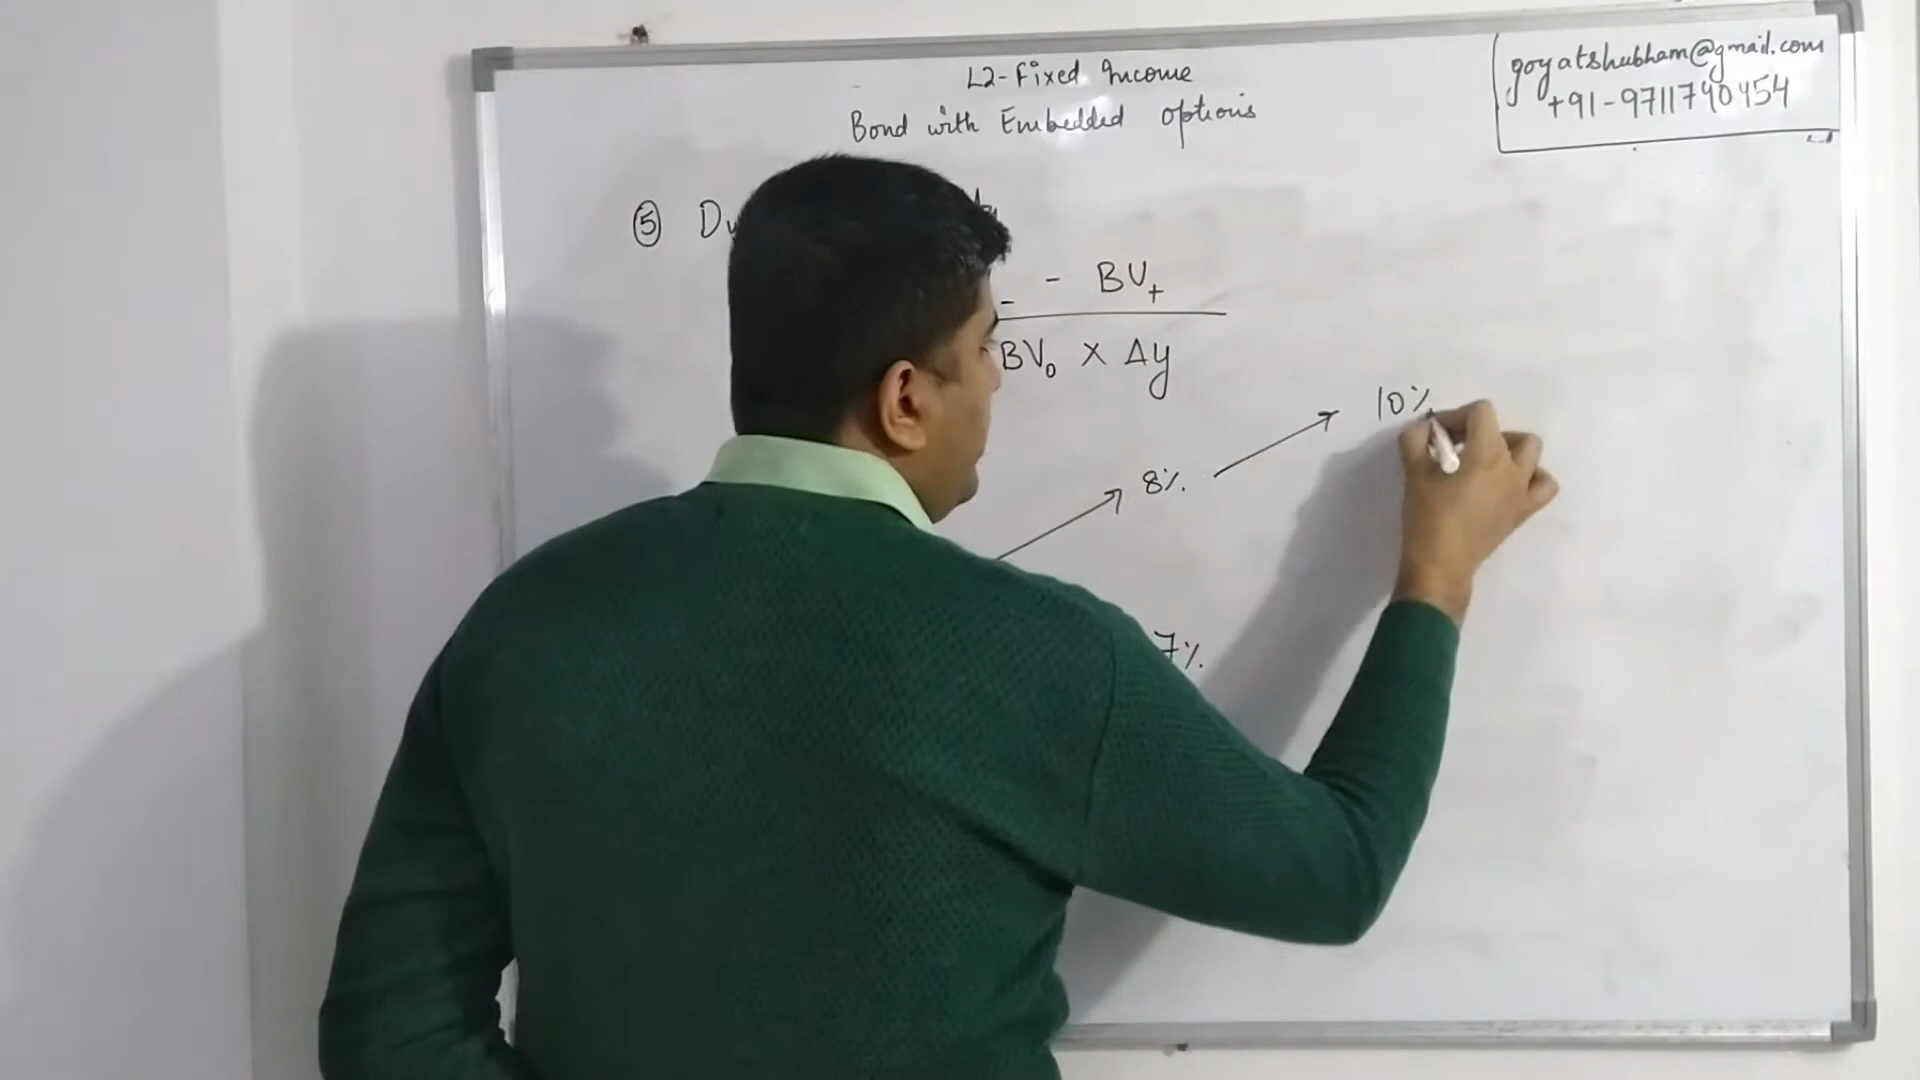 L2-Fixed Income
Bond with Embedded options
goyatshubham@gmail.com
+91-9711740454
⑤
- BV+
BV₀ × Δy
10%
8%.
7%.